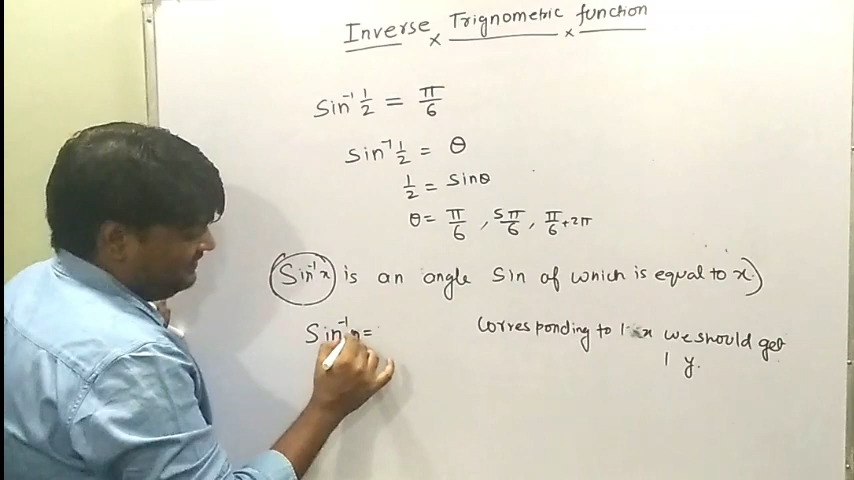 Inverse Trignometric function
Sin⁻¹ 1/2 = π/6
Sin⁻¹ 1/2 = θ
1/2 = Sinθ
θ = π/6 , 5π/6 , π/6 +2π
(Sin⁻¹x is an angle Sin of which is equal to x)
Sin⁻¹ =
Corresponding to 1 x we should get
1 y.